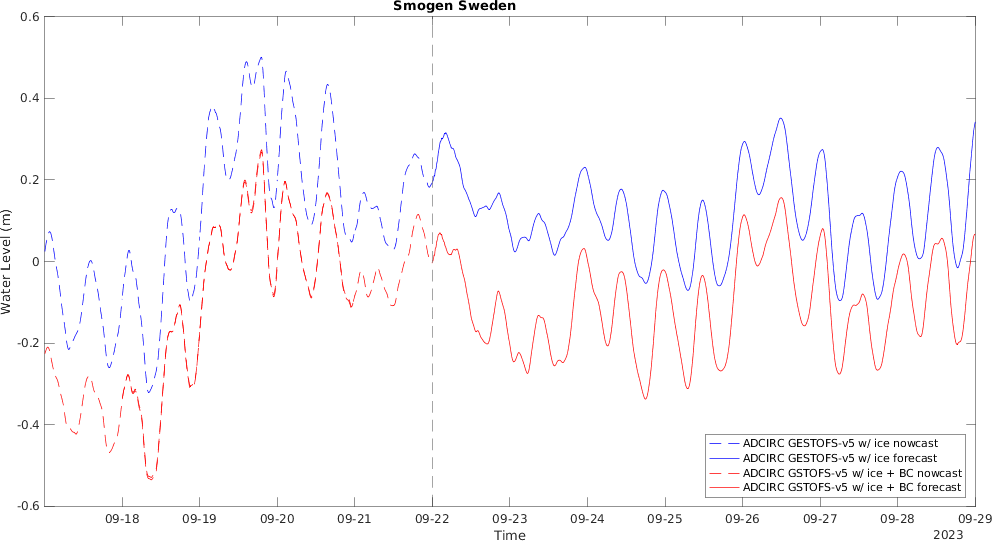 Smogen Sweden
0.6
0.4
0.2
0
-0.2
-0.4
-0.6
Water Level (m)
ADCIRC GESTOFS-v5 w/ ice nowcast
ADCIRC GESTOFS-v5 w/ ice forecast
ADCIRC GSTOFS-v5 w/ ice + BC nowcast
ADCIRC GSTOFS-v5 w/ ice + BC forecast
09-18 09-19 09-20 09-21 09-22 09-23 09-24 09-25 09-26 09-27 09-28 09-29
Time 2023